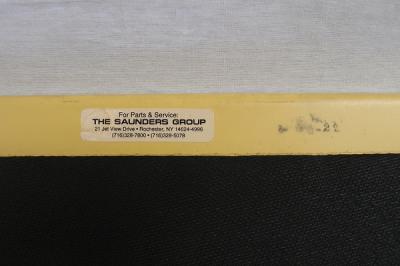 For Parts & Service:
THE SAUNDERS GROUP
21 Jet View Drive • Rochester, NY 14624-4996
(716)328-7800 • (716)328-5078